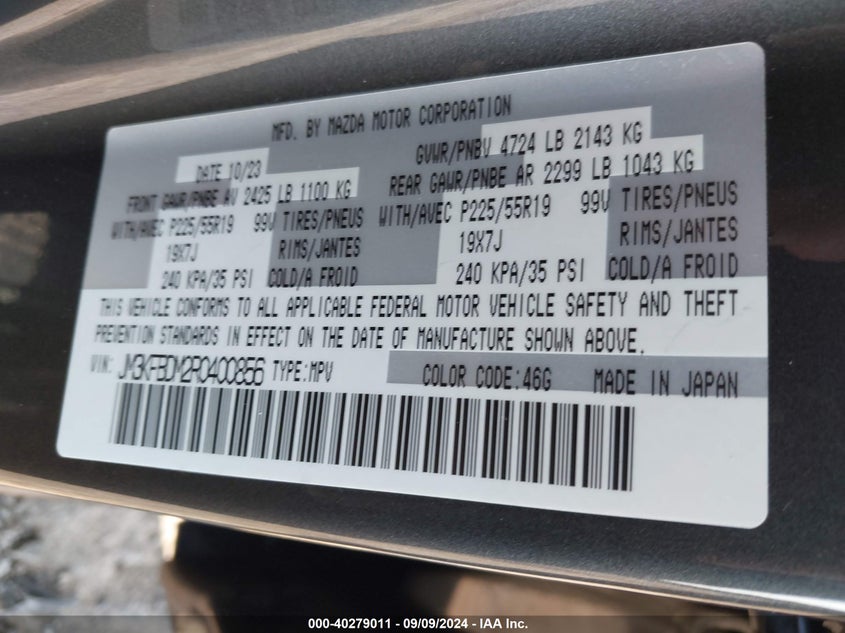 MFD. BY MAZDA MOTOR CORPORATION
DATE 10/23 GVWR/PNBV 4724 LB 2143 KG
FRONT GAWR/PNBE AV 2425 LB 1100 KG REAR GAWR/PNBE AR 2299 LB 1043 KG
WITH/AVEC P225/55R19 99V TIRES/PNEUS WITH/AVEC P225/55R19 99V TIRES/PNEUS
19X7J RIMS/JANTES 19X7J RIMS/JANTES
240 KPA/35 PSI COLD/A FROID 240 KPA/35 PSI COLD/A FROID
THIS VEHICLE CONFORMS TO ALL APPLICABLE FEDERAL MOTOR VEHICLE SAFETY AND THEFT
PREVENTION STANDARDS IN EFFECT ON THE DATE OF MANUFACTURE SHOWN ABOVE.
VIN: JM3KFBDM2R0400856 TYPE:MPV COLOR CODE:46G MADE IN JAPAN
000-40279011 - 09/09/2024 - IAA Inc.